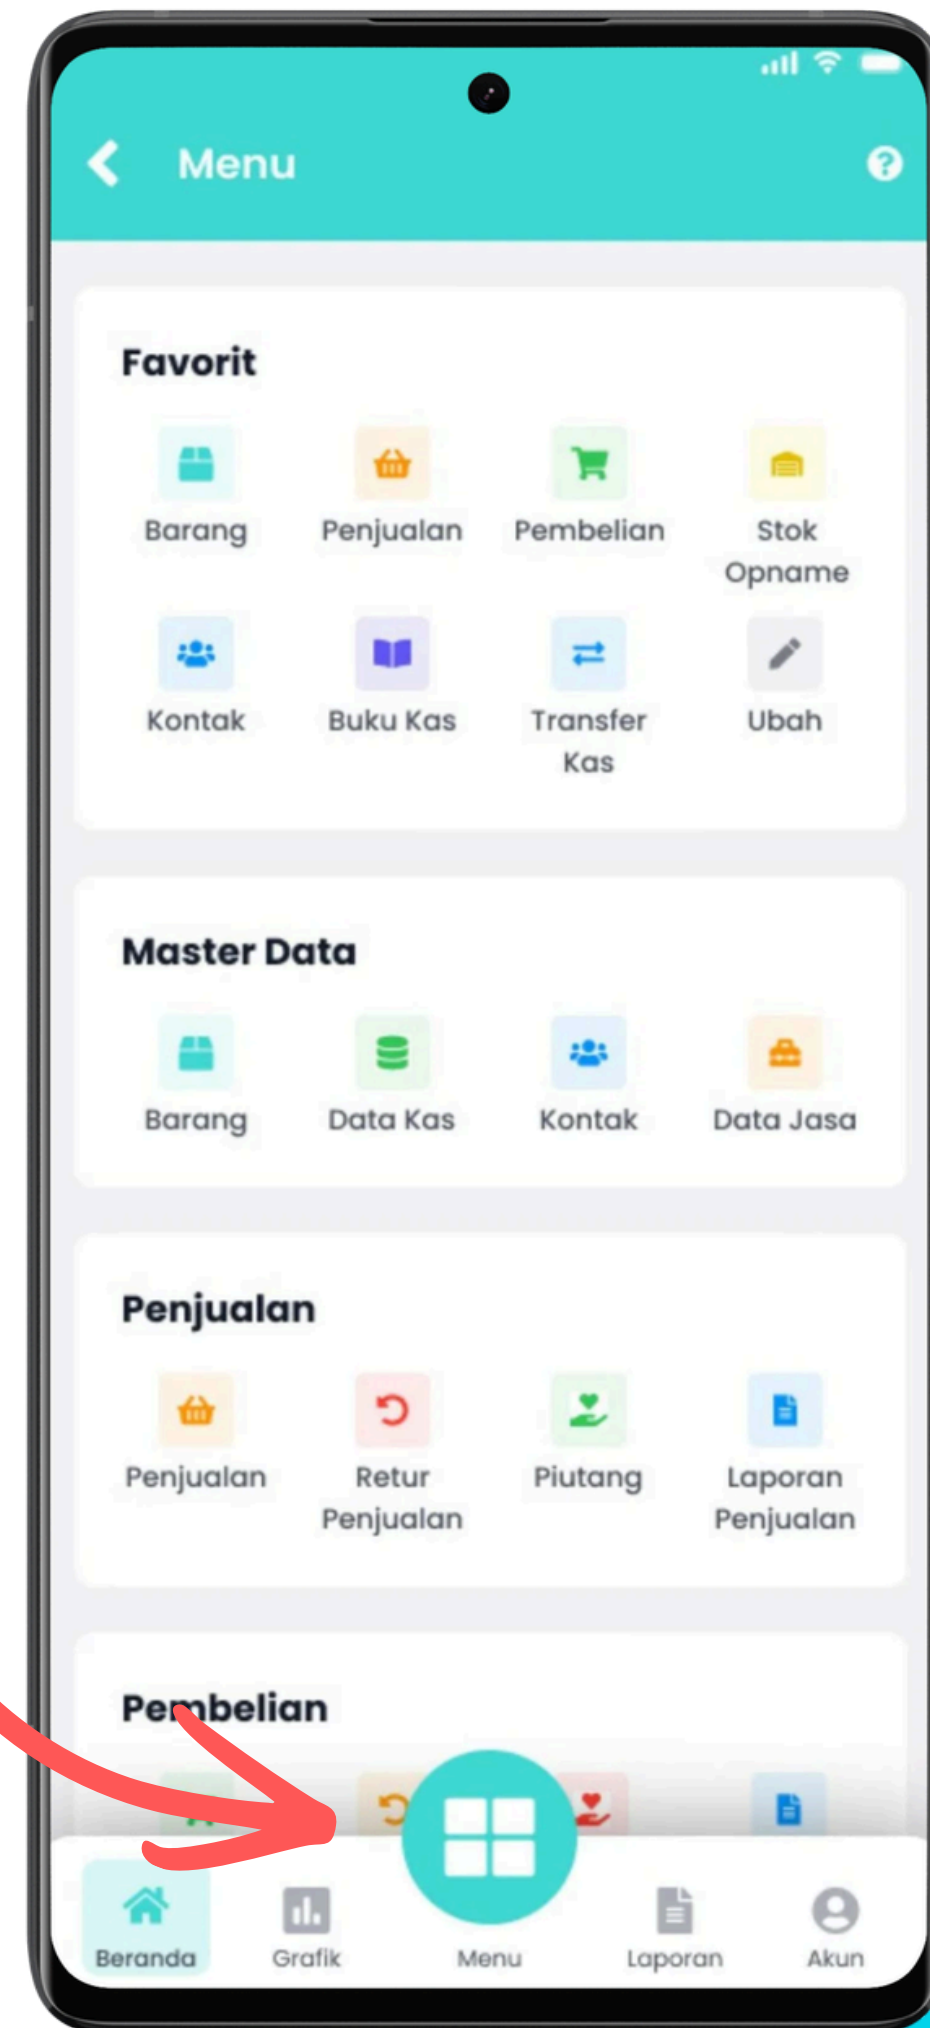 Menu
Favorit
Barang Penjualan Pembelian Stok
Opname
Kontak Buku Kas Transfer Ubah
Kas
Master Data
Barang Data Kas Kontak Data Jasa
Penjualan
Penjualan Retur Piutang Laporan
Penjualan Penjualan
Pembelian
Beranda Grafik Menu Laporan Akun